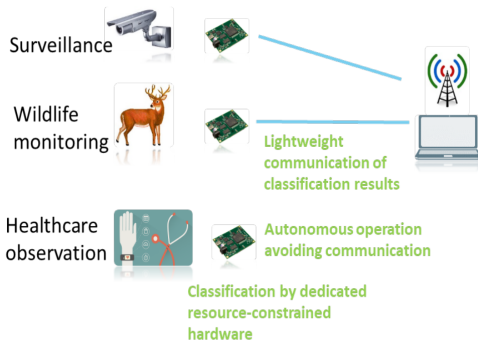 Surveillance
Wildlife
monitoring
Lightweight
communication of
classification results
Healthcare
observation
Autonomous operation
avoiding communication
Classification by dedicated
resource-constrained
hardware